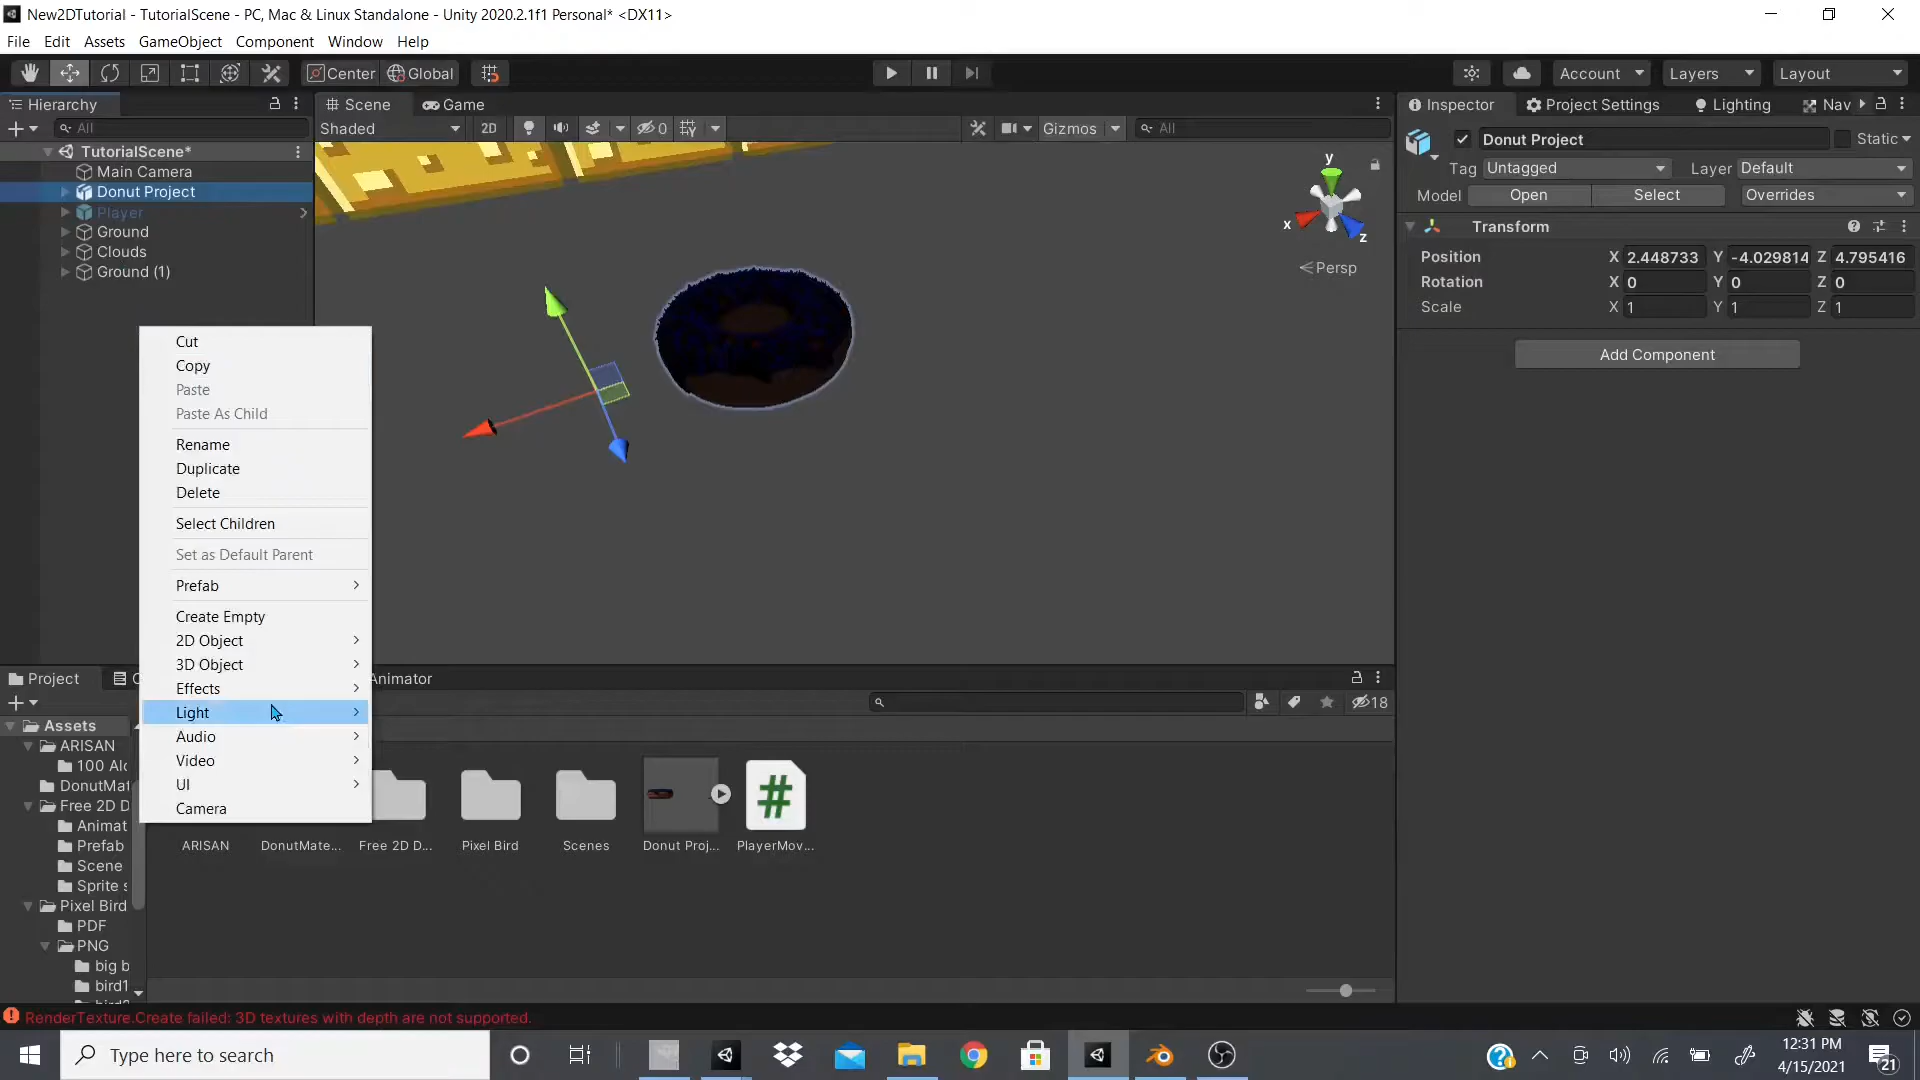 New2DTutorial - TutorialScene - PC, Mac & Linux Standalone - Unity 2020.2.1f1 Personal* <DX11>
File Edit Assets GameObject Component Window Help
Center Global Account Layers Layout
Hierarchy
All
TutorialScene*
Main Camera
Donut Project
Player
Ground
Clouds
Ground (1)
Scene Game
Shaded 2D 0 Gizmos All
y
x
z
Persp
Inspector Project Settings Lighting Nav
Donut Project Static
Tag Untagged Layer Default
Model Open Select Overrides
Transform
Position X 2.448733 Y -4.029814 Z 4.795416
Rotation X 0 Y 0 Z 0
Scale X 1 Y 1 Z 1
Add Component
Cut
Copy
Paste
Paste As Child
Rename
Duplicate
Delete
Select Children
Set as Default Parent
Prefab
Create Empty
2D Object
3D Object
Effects
Light
Audio
Video
UI
Camera
Project Animator
18
Assets
ARISAN
100 Alc
DonutMat
Free 2D D
Animat
Prefab
Scene
Sprite s
Pixel Bird
PDF
PNG
big b
bird1
ARISAN DonutMate... Free 2D D... Pixel Bird Scenes Donut Proj... PlayerMov...
RenderTexture.Create failed: 3D textures with depth are not supported.
Type here to search
12:31 PM
4/15/2021
21